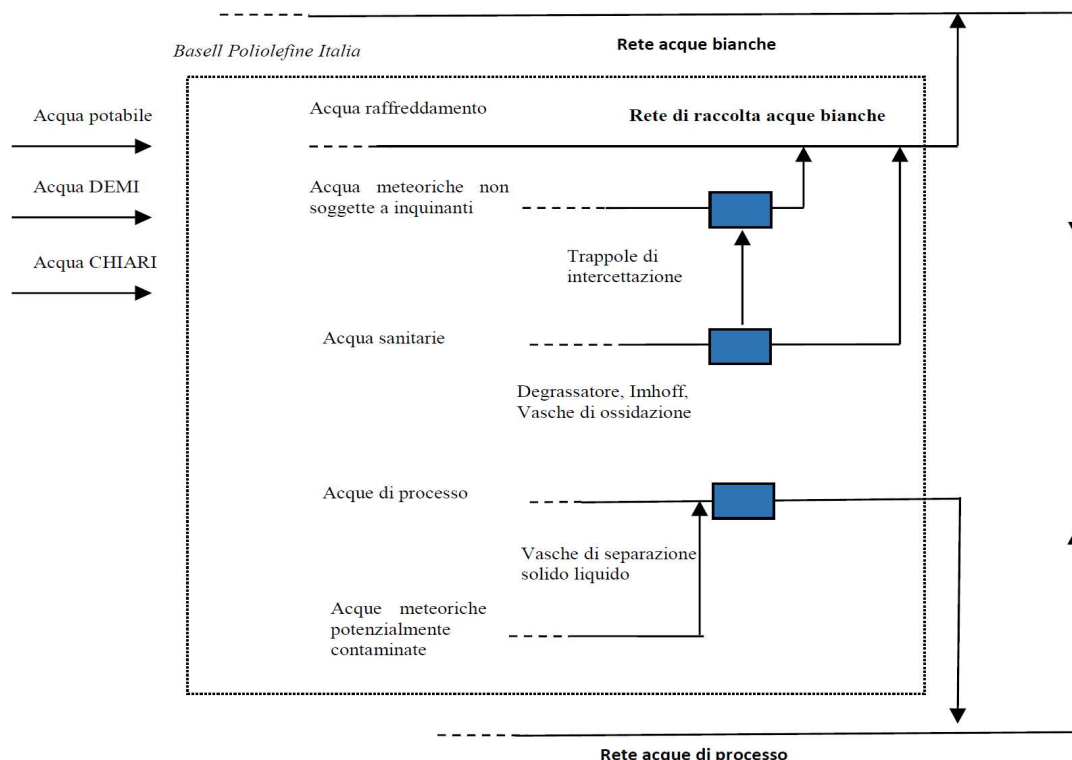 Rete acque bianche
Basell Poliolefine Italia
Acqua potabile
Acqua DEMI
Acqua CHIARI
Acqua raffreddamento
Rete di raccolta acque bianche
Acqua meteoriche non
soggette a inquinanti
Trappole di
intercettazione
Acqua sanitarie
Degrassatore, Imhoff,
Vasche di ossidazione
Acque di processo
Vasche di separazione
solido liquido
Acque meteoriche
potenzialmente
contaminate
Rete acque di processo